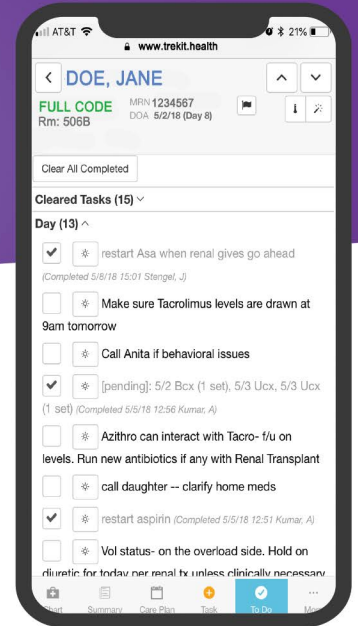 AT&T 21%
www.trekit.health
DOE, JANE
FULL CODE MRN 1234567
Rm: 506B DOA 5/2/18 (Day 8)
Clear All Completed
Cleared Tasks (15)
Day (13)
restart Asa when renal gives go ahead
(Completed 5/8/18 15:01 Stengel, J)
Make sure Tacrolimus levels are drawn at
9am tomorrow
Call Anita if behavioral issues
[pending]: 5/2 Bcx (1 set), 5/3 Ucx, 5/3 Ucx
(1 set) (Completed 5/5/18 12:56 Kumar, A)
Azithro can interact with Tacro- f/u on
levels. Run new antibiotics if any with Renal Transplant
call daughter -- clarify home meds
restart aspirin (Completed 5/5/18 12:51 Kumar, A)
Vol status- on the overload side. Hold on
diuretic for today per renal tx unless clinically necessary
Chart Summary Care Plan Task To Do More